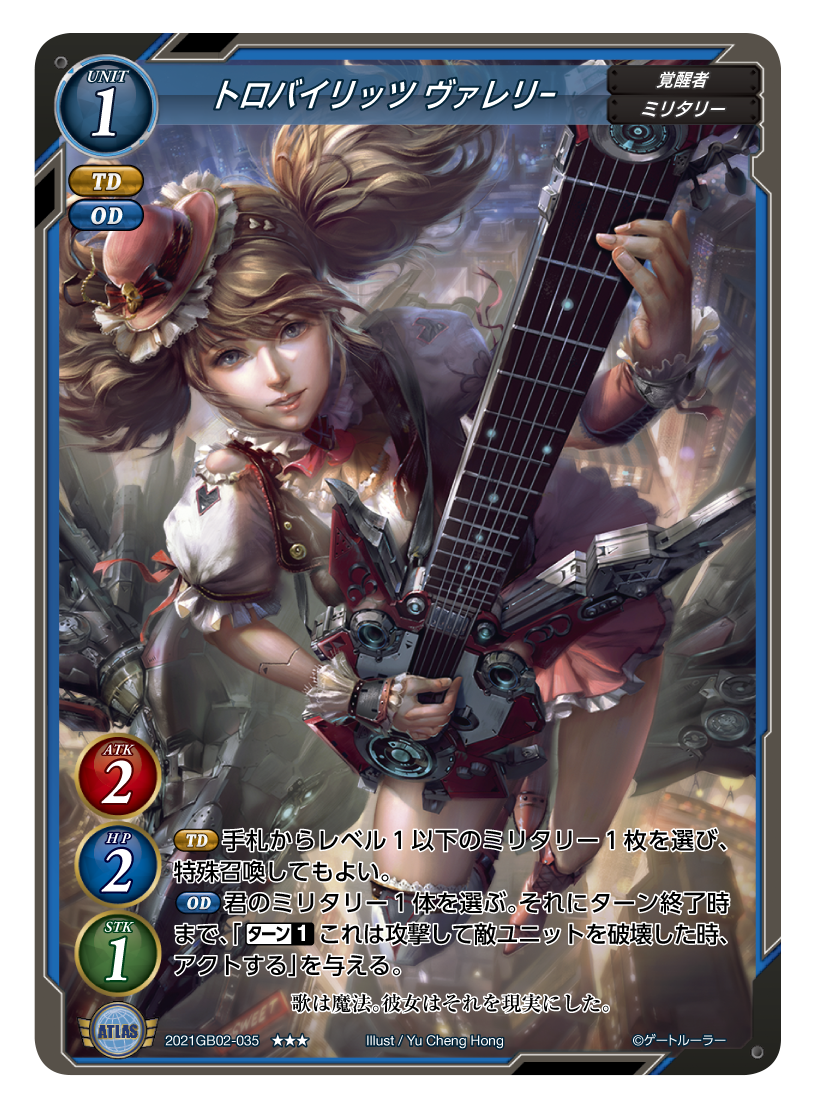 UNIT
1
トロバイリッツ ヴァレリー
覚醒者
ミリタリー
TD
OD
ATK
2
HP
2
STK
1
TD 手札からレベル1以下のミリタリー1枚を選び、
特殊召喚してもよい。
OD 君のミリタリー1体を選ぶ。それにターン終了時
まで、「ターン1 これは攻撃して敵ユニットを破壊した時、
アクトする」を与える。
歌は魔法。彼女はそれを現実にした。
ATLAS
2021GB02-035 ★★★ Illust / Yu Cheng Hong ©ゲートルーラー